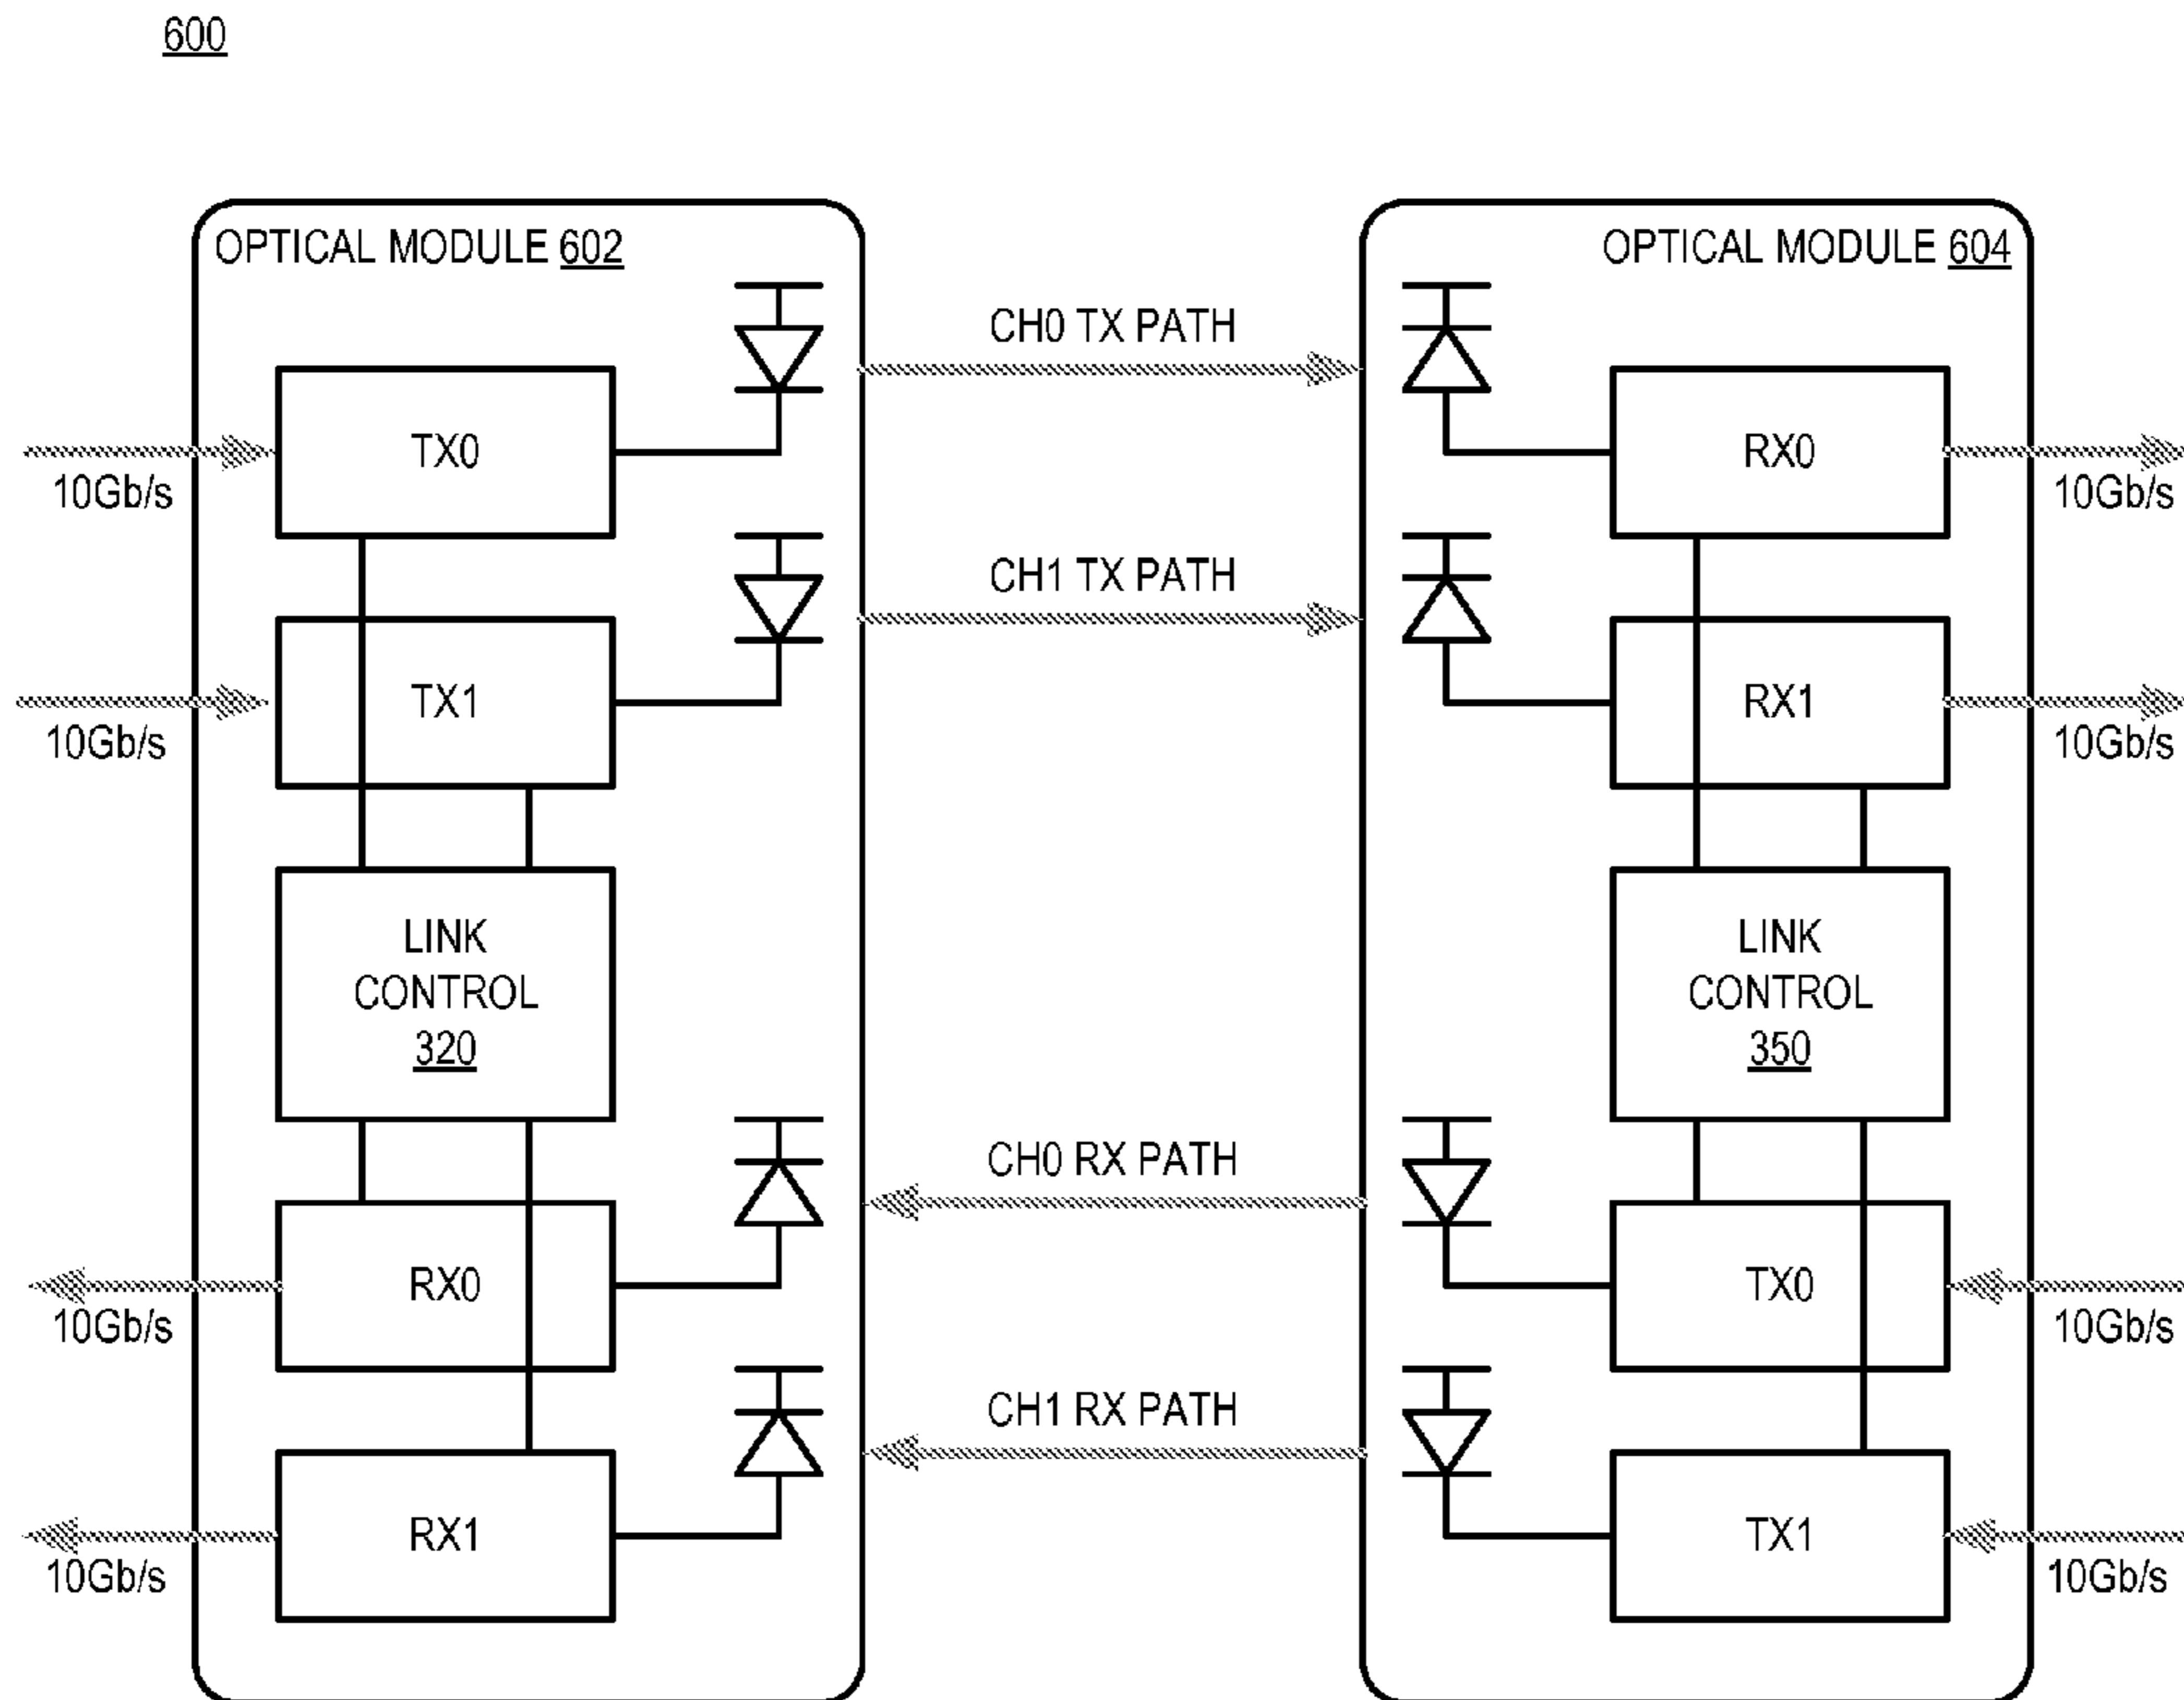 600
OPTICAL MODULE 602
OPTICAL MODULE 604
CH0 TX PATH
TX0
RX0
10Gb/s
10Gb/s
CH1 TX PATH
TX1
RX1
10Gb/s
10Gb/s
LINK
CONTROL
320
LINK
CONTROL
350
CH0 RX PATH
RX0
TX0
10Gb/s
10Gb/s
CH1 RX PATH
RX1
TX1
10Gb/s
10Gb/s